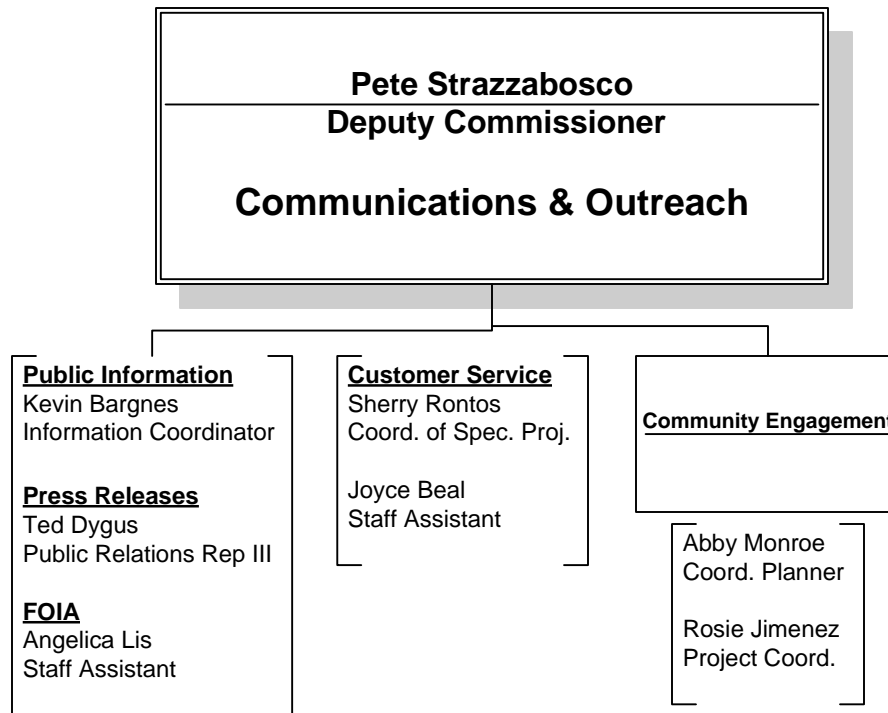 Pete Strazzabosco
Deputy Commissioner
Communications & Outreach
Public Information
Kevin Bargnes
Information Coordinator
Press Releases
Ted Dygus
Public Relations Rep III
FOIA
Angelica Lis
Staff Assistant
Customer Service
Sherry Rontos
Coord. of Spec. Proj.
Joyce Beal
Staff Assistant
Community Engagement
Abby Monroe
Coord. Planner
Rosie Jimenez
Project Coord.